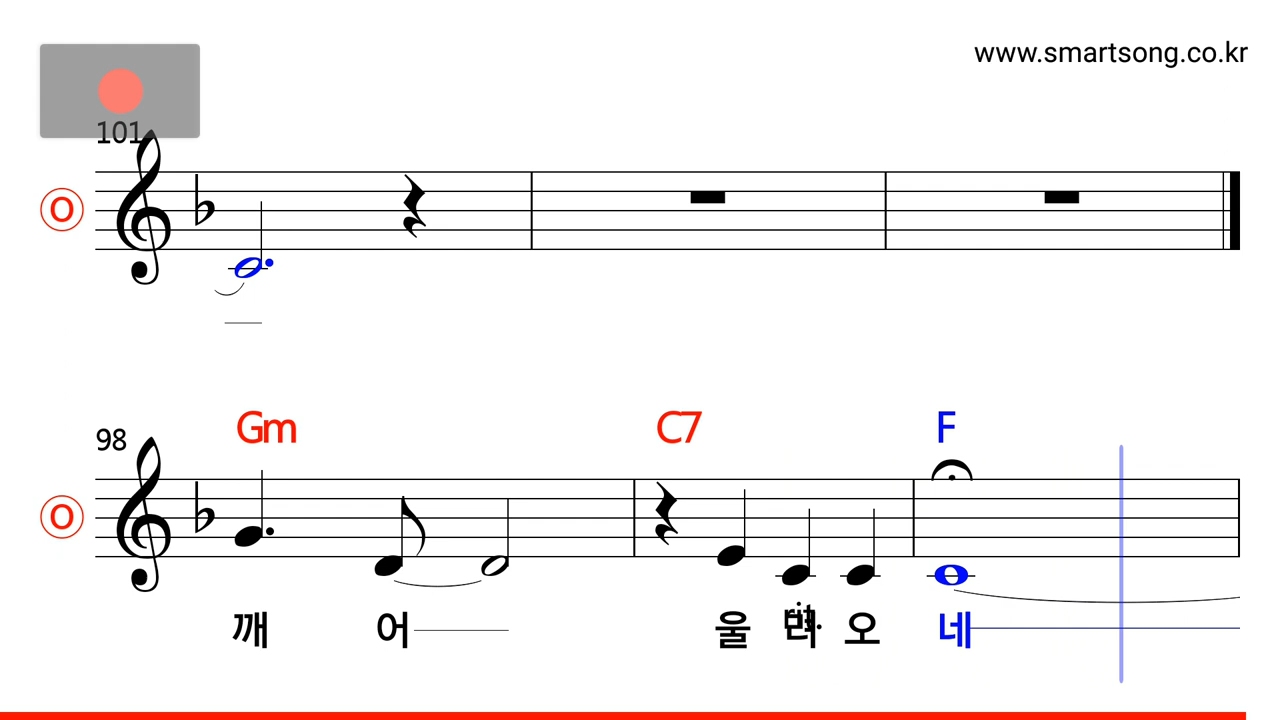 www.smartsong.co.kr
101
O
Gm C7 F
98
O
깨 어 울 오 네